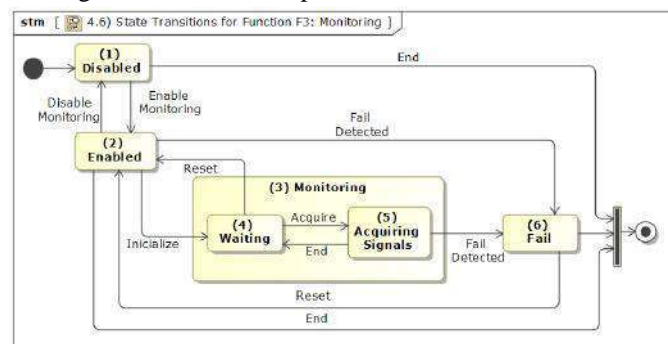 stm [ 4.6) State Transitions for Function F3: Monitoring ]
(1)
Disabled
End
Disable
Monitoring
Enable
Monitoring
Fail
Detected
(2)
Enabled
Reset
(3) Monitoring
(4)
Waiting
Acquire
End
(5)
Acquiring
Signals
(6)
Fail
Inicialize
Fail
Detected
Reset
End